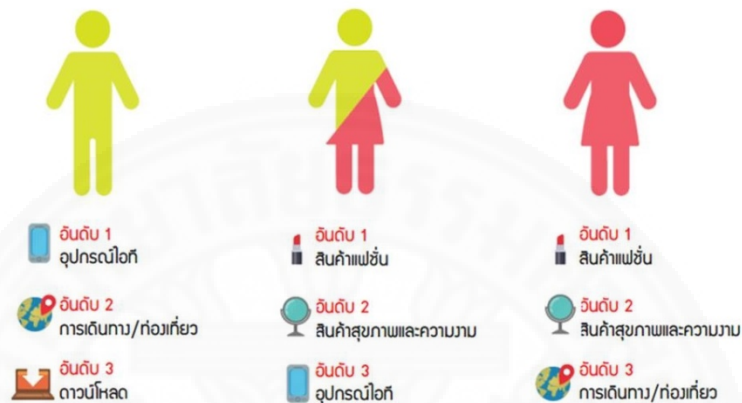 อันดับ 1
อุปกรณ์ไอที
อันดับ 2
การเดินทาง/ท่องเที่ยว
อันดับ 3
ดาวน์โหลด
อันดับ 1
สินค้าแฟชั่น
อันดับ 2
สินค้าสุขภาพและความงาม
อันดับ 3
อุปกรณ์ไอที
อันดับ 1
สินค้าแฟชั่น
อันดับ 2
สินค้าสุขภาพและความงาม
อันดับ 3
การเดินทาง/ท่องเที่ยว